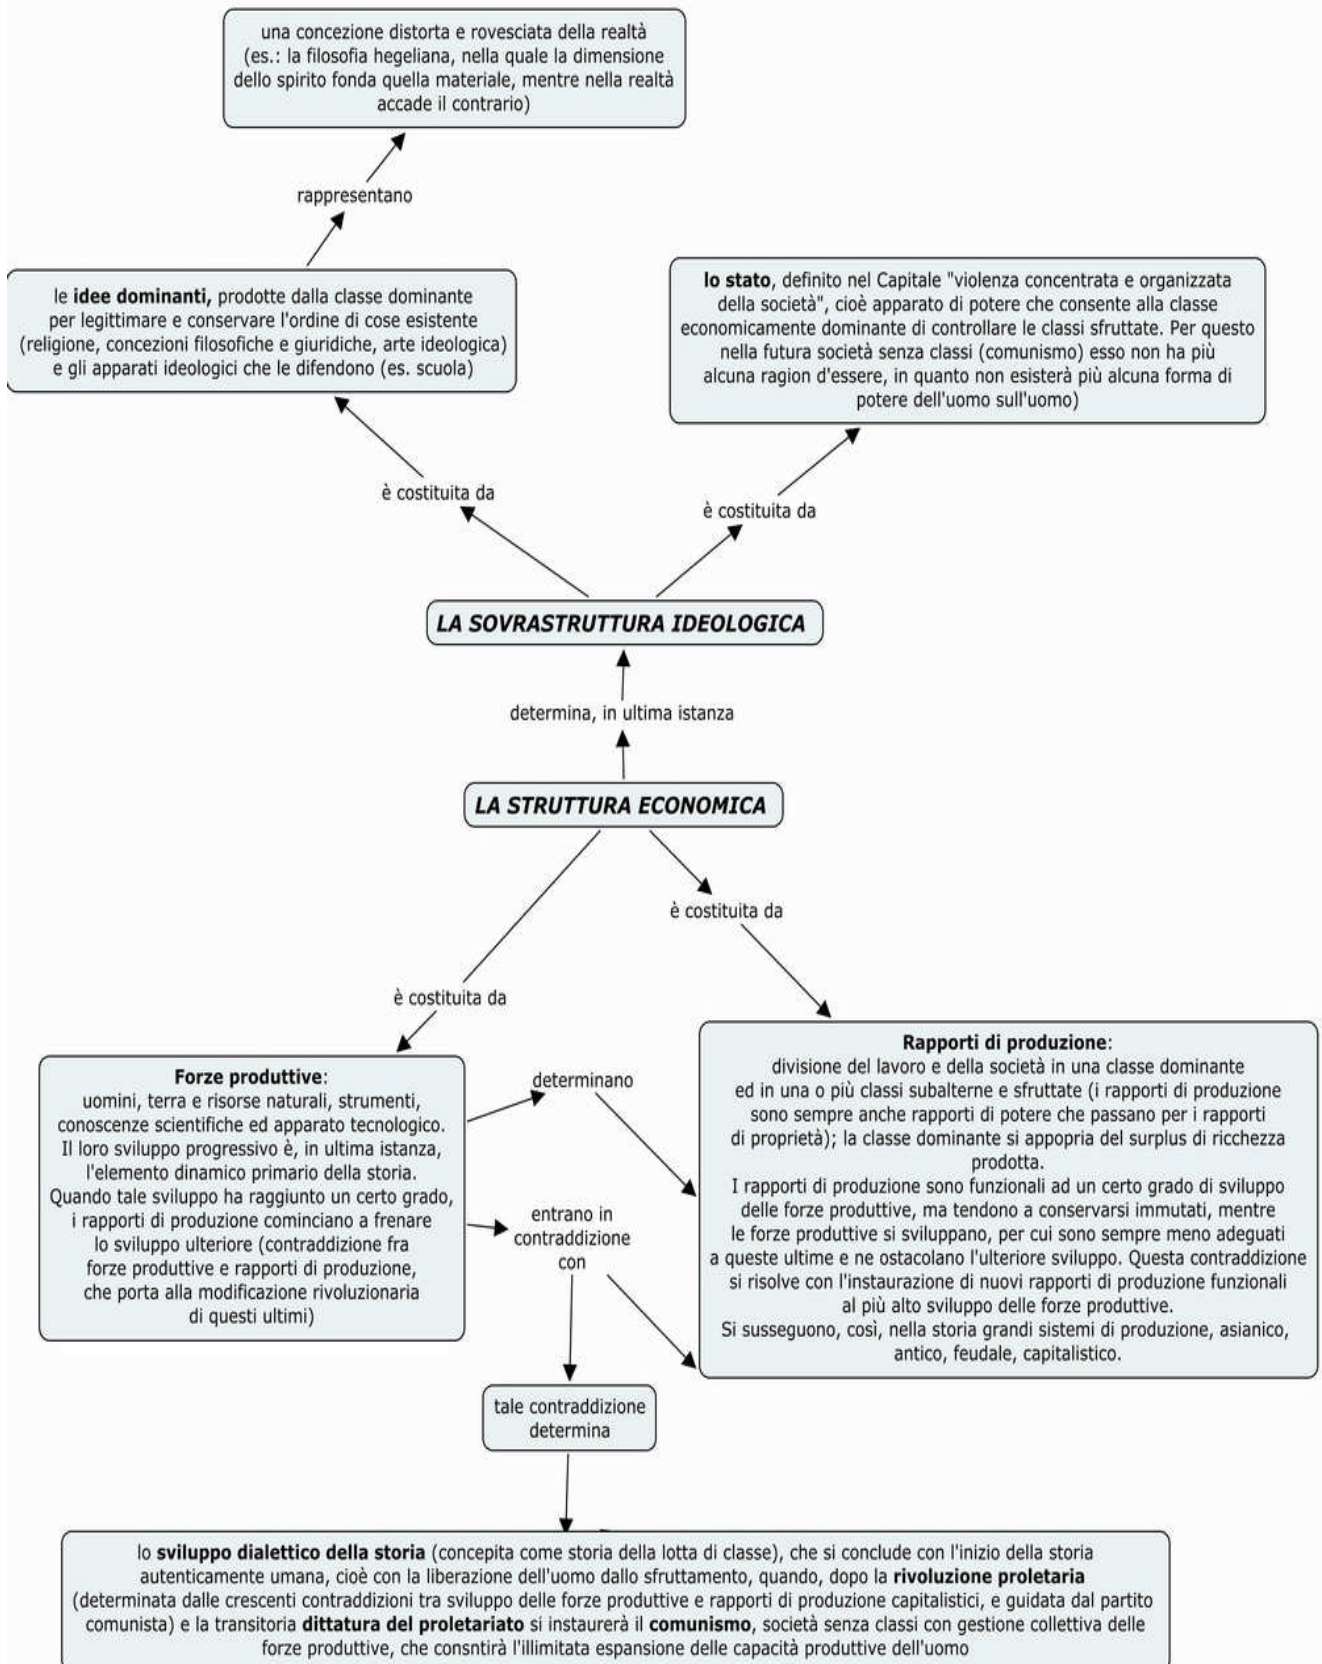 una concezione distorta e rovesciata della realtà
(es.: la filosofia hegeliana, nella quale la dimensione
dello spirito fonda quella materiale, mentre nella realtà
accade il contrario)
rappresentano
le idee dominanti, prodotte dalla classe dominante
per legittimare e conservare l'ordine di cose esistente
(religione, concezioni filosofiche e giuridiche, arte ideologica)
e gli apparati ideologici che le difendono (es. scuola)
lo stato, definito nel Capitale "violenza concentrata e organizzata
della società", cioè apparato di potere che consente alla classe
economicamente dominante di controllare le classi sfruttate. Per questo
nella futura società senza classi (comunismo) esso non ha più
alcuna ragion d'essere, in quanto non esisterà più alcuna forma di
potere dell'uomo sull'uomo)
è costituita da
è costituita da
LA SOVRASTRUTTURA IDEOLOGICA
determina, in ultima istanza
LA STRUTTURA ECONOMICA
è costituita da
è costituita da
Forze produttive:
uomini, terra e risorse naturali, strumenti,
conoscenze scientifiche ed apparato tecnologico.
Il loro sviluppo progressivo è, in ultima istanza,
l'elemento dinamico primario della storia.
Quando tale sviluppo ha raggiunto un certo grado,
i rapporti di produzione cominciano a frenare
lo sviluppo ulteriore (contraddizione fra
forze produttive e rapporti di produzione,
che porta alla modificazione rivoluzionaria
di questi ultimi)
determinano
entrano in
contraddizione
con
Rapporti di produzione:
divisione del lavoro e della società in una classe dominante
ed in una o più classi subalterne e sfruttate (i rapporti di produzione
sono sempre anche rapporti di potere che passano per i rapporti
di proprietà); la classe dominante si appopria del surplus di ricchezza
prodotta.
I rapporti di produzione sono funzionali ad un certo grado di sviluppo
delle forze produttive, ma tendono a conservarsi immutati, mentre
le forze produttive si sviluppano, per cui sono sempre meno adeguati
a queste ultime e ne ostacolano l'ulteriore sviluppo. Questa contraddizione
si risolve con l'instaurazione di nuovi rapporti di produzione funzionali
al più alto sviluppo delle forze produttive.
Si susseguono, così, nella storia grandi sistemi di produzione, asianico,
antico, feudale, capitalistico.
tale contraddizione
determina
lo sviluppo dialettico della storia (concepita come storia della lotta di classe), che si conclude con l'inizio della storia
autenticamente umana, cioè con la liberazione dell'uomo dallo sfruttamento, quando, dopo la rivoluzione proletaria
(determinata dalle crescenti contraddizioni tra sviluppo delle forze produttive e rapporti di produzione capitalistici, e guidata dal partito
comunista) e la transitoria dittatura del proletariato si instaurerà il comunismo, società senza classi con gestione collettiva delle
forze produttive, che consntirà l'illimitata espansione delle capacità produttive dell'uomo